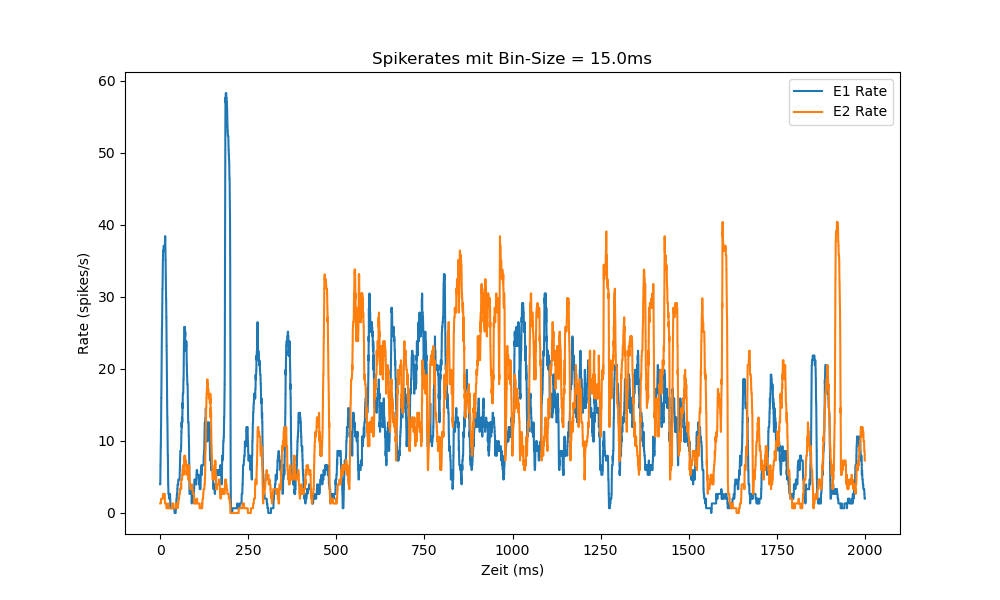 Spikerates mit Bin-Size = 15.0ms
E1 Rate
E2 Rate
Rate (spikes/s)
60
50
40
30
20
10
0
0 250 500 750 1000 1250 1500 1750 2000
Zeit (ms)